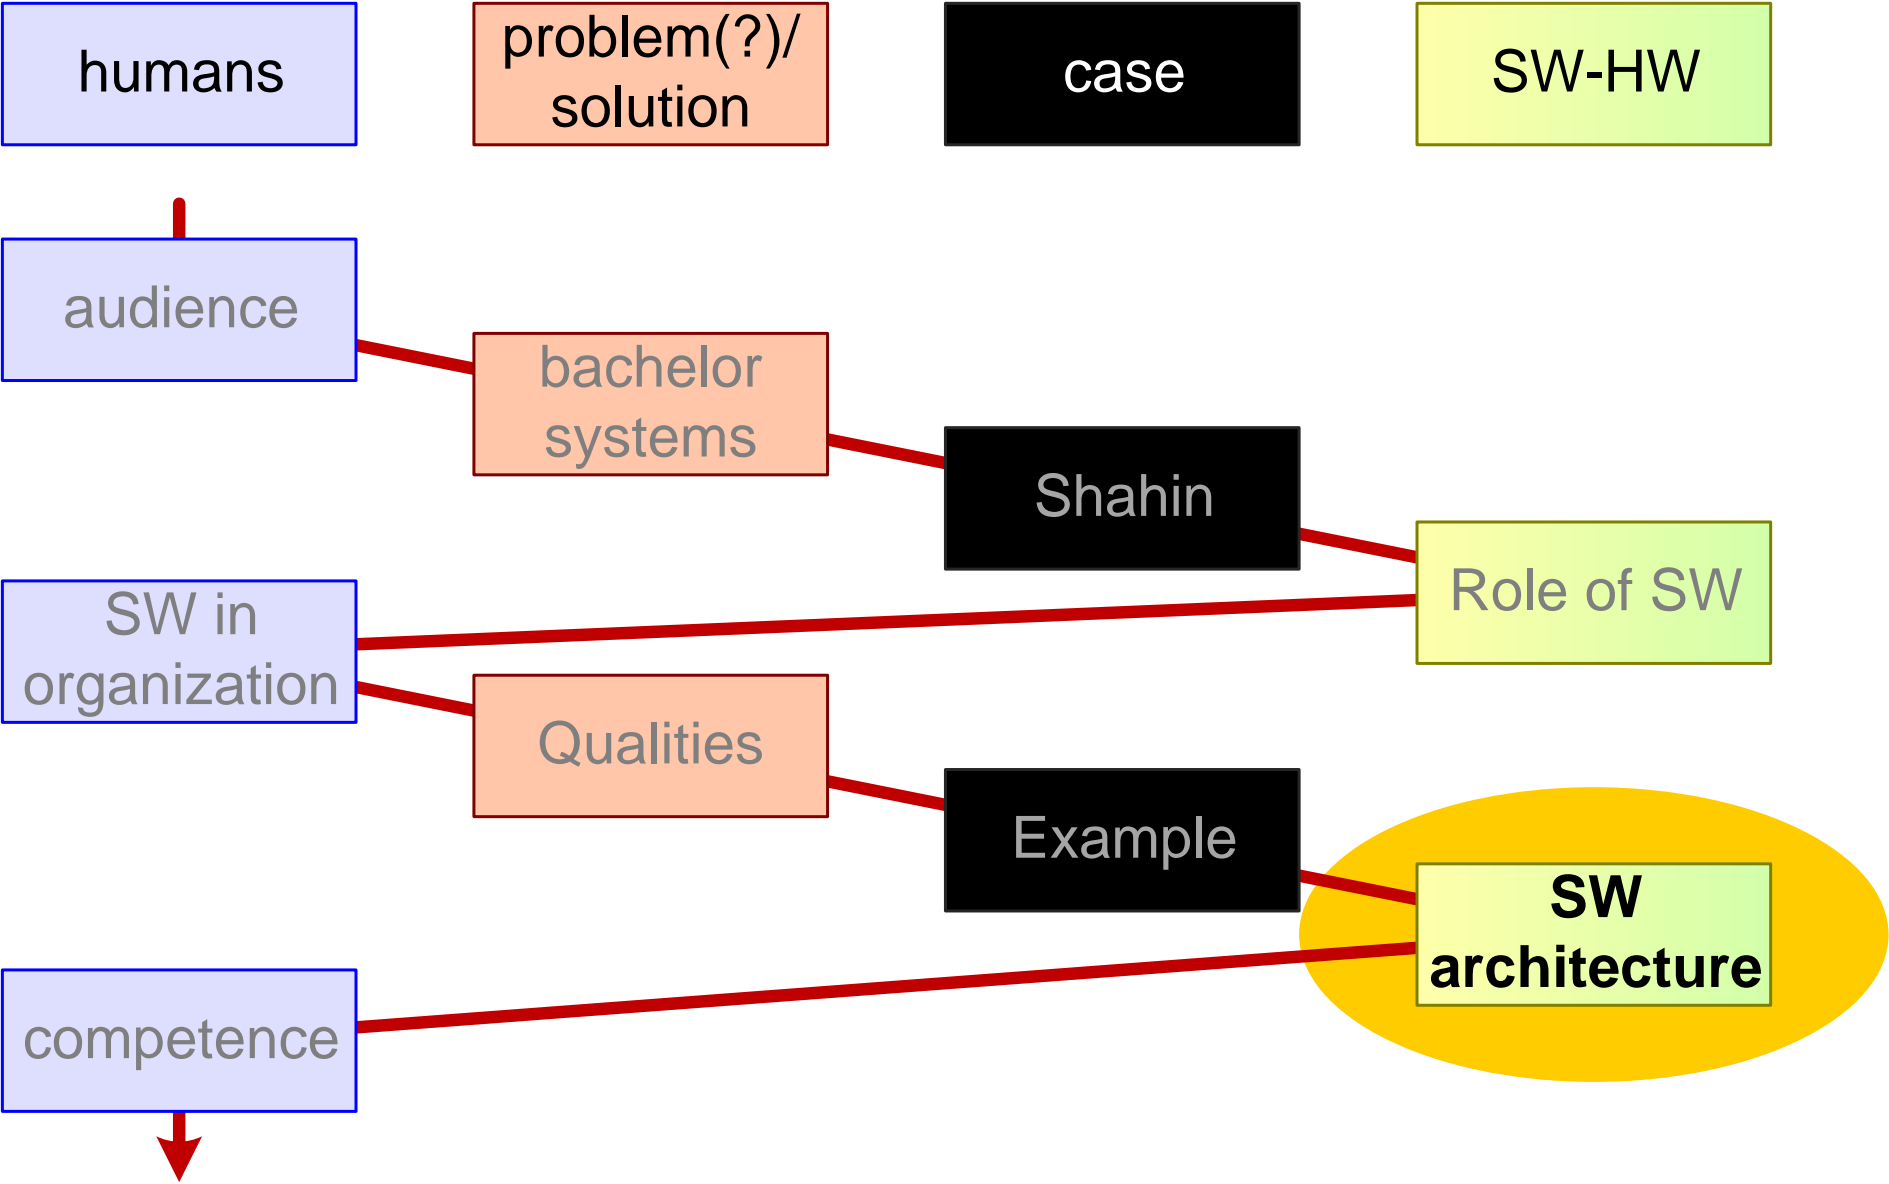 humans
problem(?)/
solution
case
SW-HW
audience
bachelor
systems
Shahin
Role of SW
SW in
organization
Qualities
Example
SW
architecture
competence